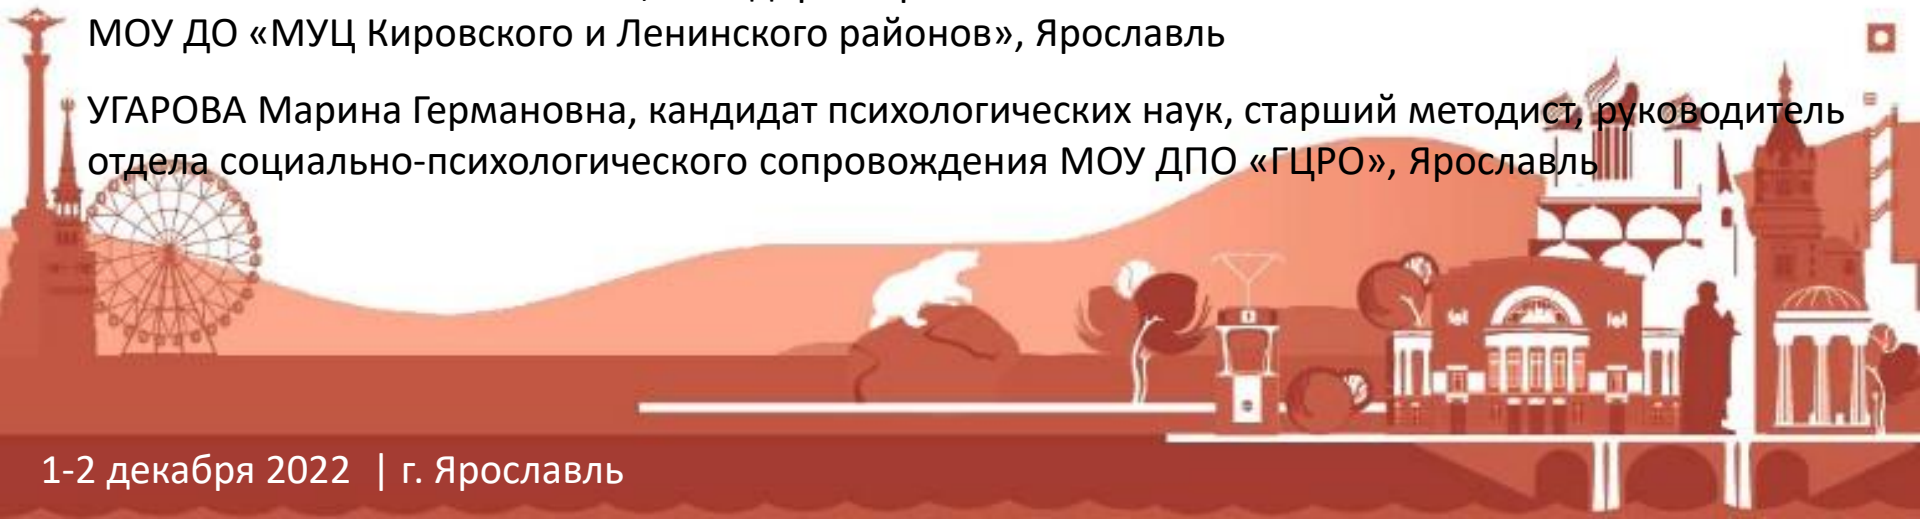 МОУ ДО «МУЦ Кировского и Ленинского районов», Ярославль
УГАРОВА Марина Германовна, кандидат психологических наук, старший методист, руководитель
отдела социально-психологического сопровождения МОУ ДПО «ГЦРО», Ярославль
1-2 декабря 2022 | г. Ярославль